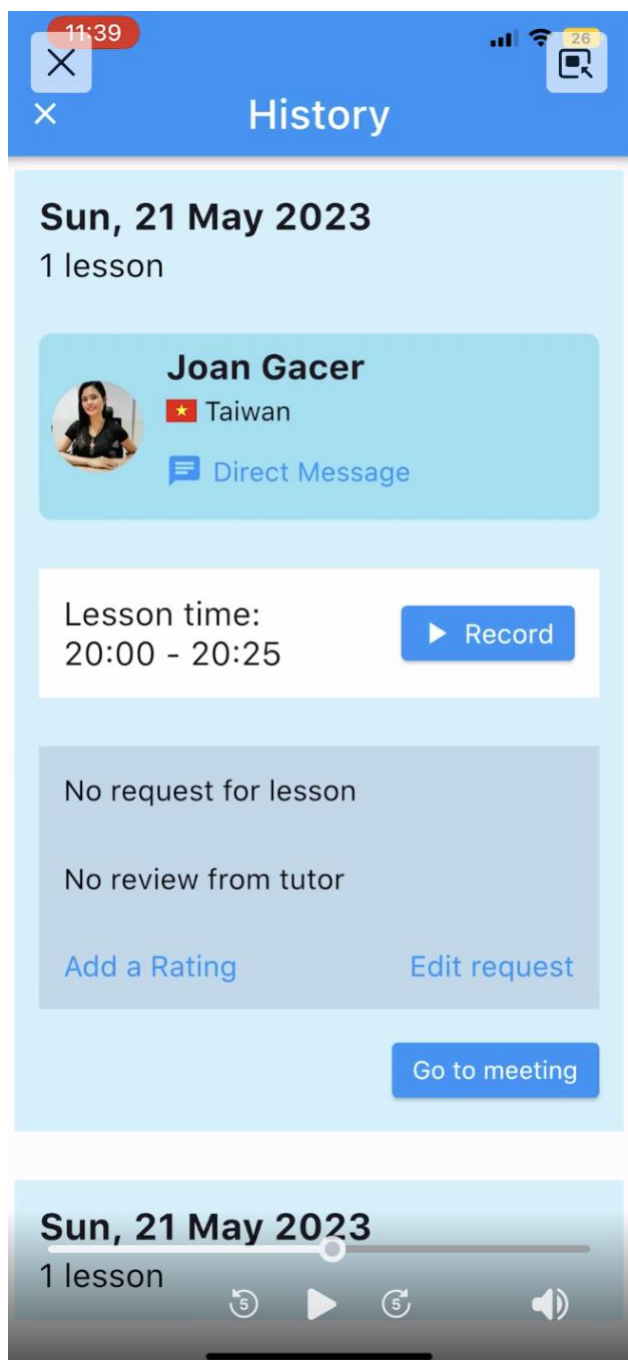 11:39
26
History
Sun, 21 May 2023
1 lesson
Joan Gacer
Taiwan
Direct Message
Lesson time:
20:00 - 20:25
Record
No request for lesson
No review from tutor
Add a Rating
Edit request
Go to meeting
Sun, 21 May 2023
1 lesson
5
5